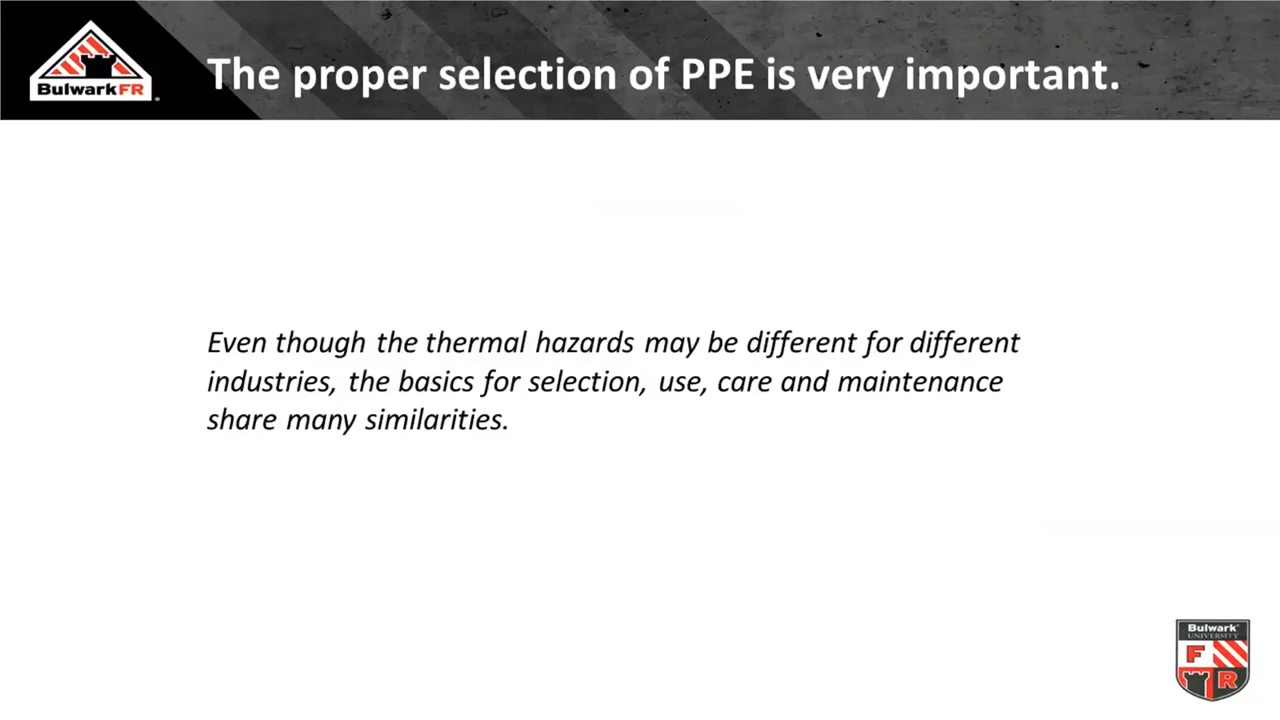 BulwarkFR
The proper selection of PPE is very important.
Even though the thermal hazards may be different for different
industries, the basics for selection, use, care and maintenance
share many similarities.
Bulwark
UNIVERSITY
F
R